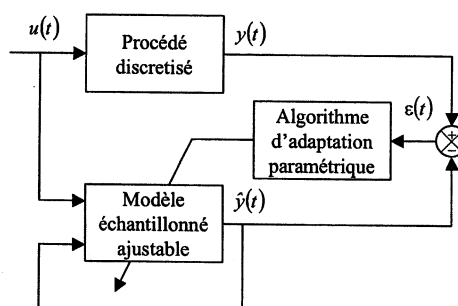 u(t)
Procédé
discretisé
y(t)
Algorithme
d'adaptation
paramétrique
ε(t)
+
−
Modèle
échantillonné
ajustable
ŷ(t)